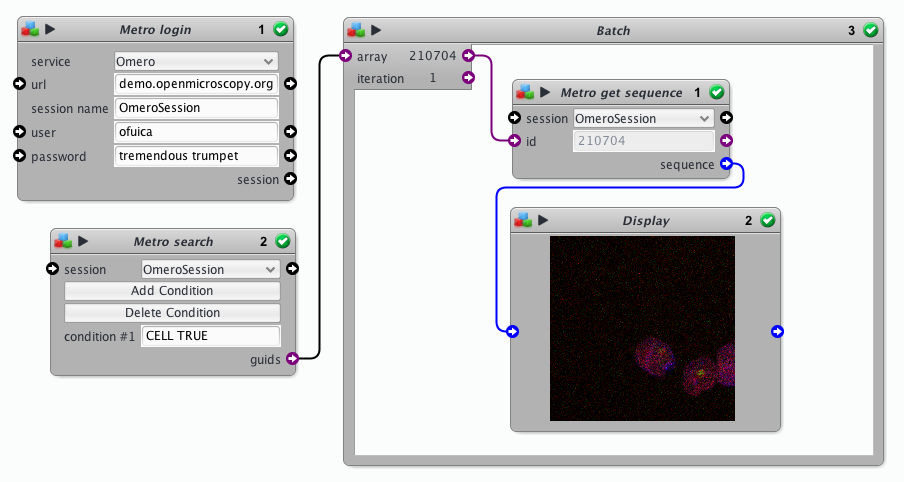 Metro login 1
service Omero
url demo.openmicroscopy.org
session name OmeroSession
user ofuica
password tremendous trumpet
session
Metro search 2
session OmeroSession
Add Condition
Delete Condition
condition #1 CELL TRUE
guids
Batch 3
array 210704
iteration 1
Metro get sequence 1
session OmeroSession
id 210704
sequence
Display 2